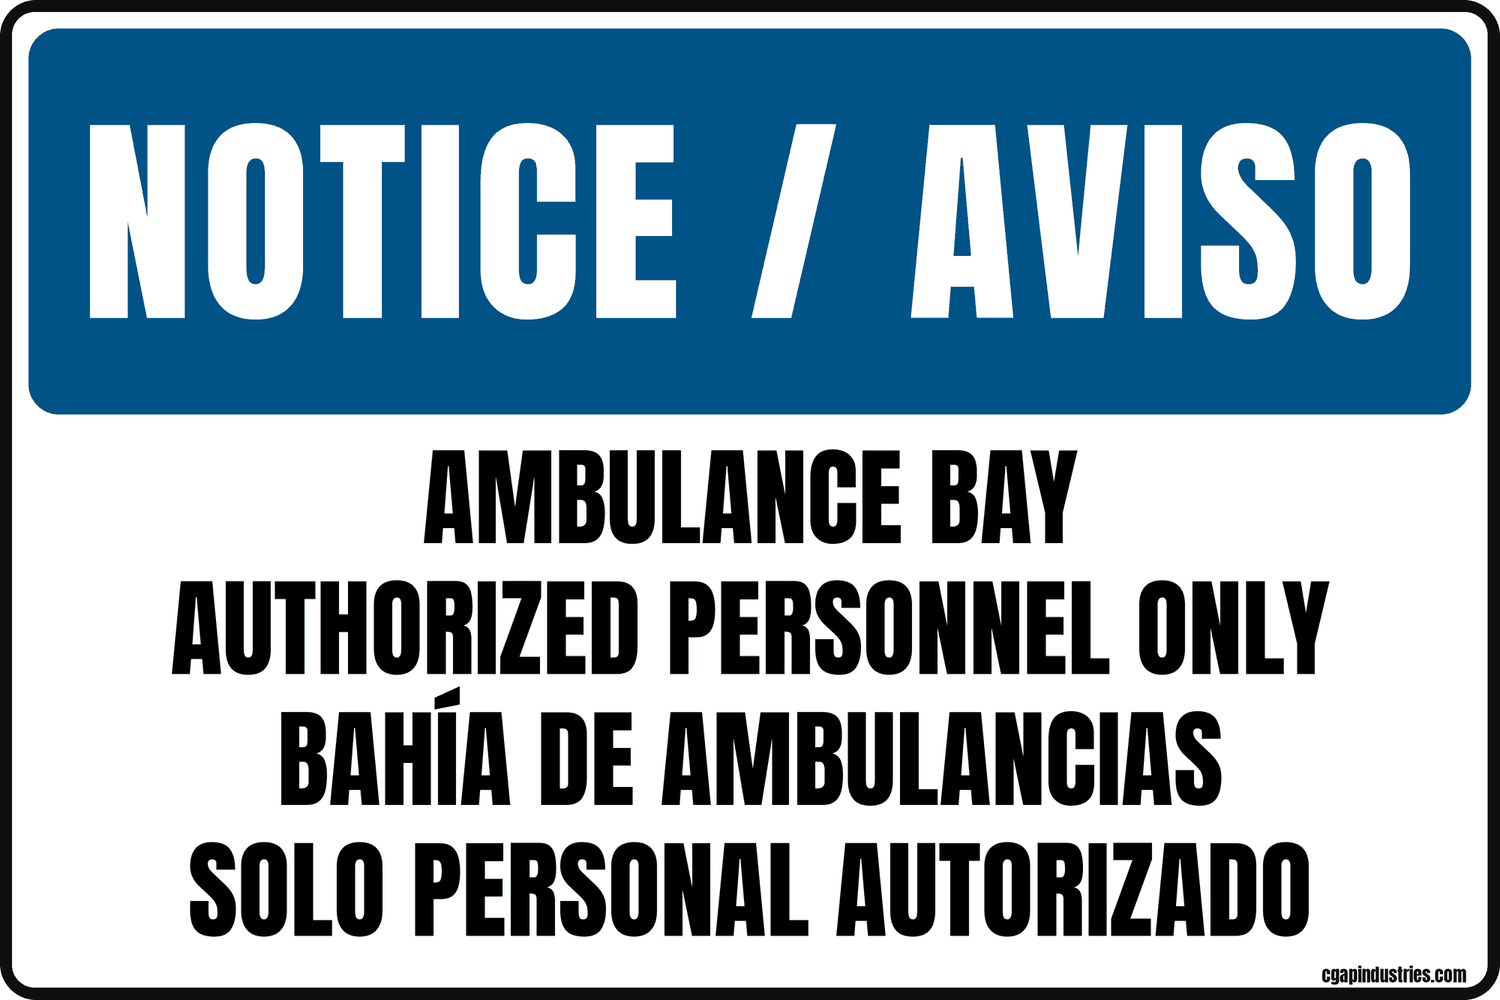 NOTICE / AVISO
AMBULANCE BAY
AUTHORIZED PERSONNEL ONLY
BAHÍA DE AMBULANCIAS
SOLO PERSONAL AUTORIZADO
cgapindustries.com